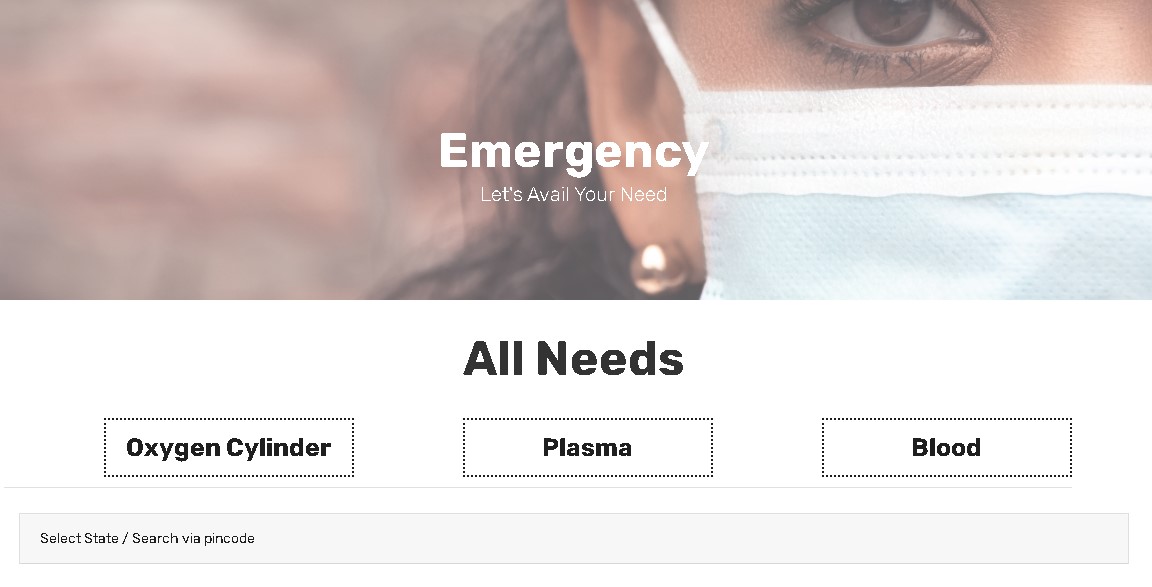 Emergency
Let's Avail Your Need
All Needs
Oxygen Cylinder
Plasma
Blood
Select State / Search via pincode